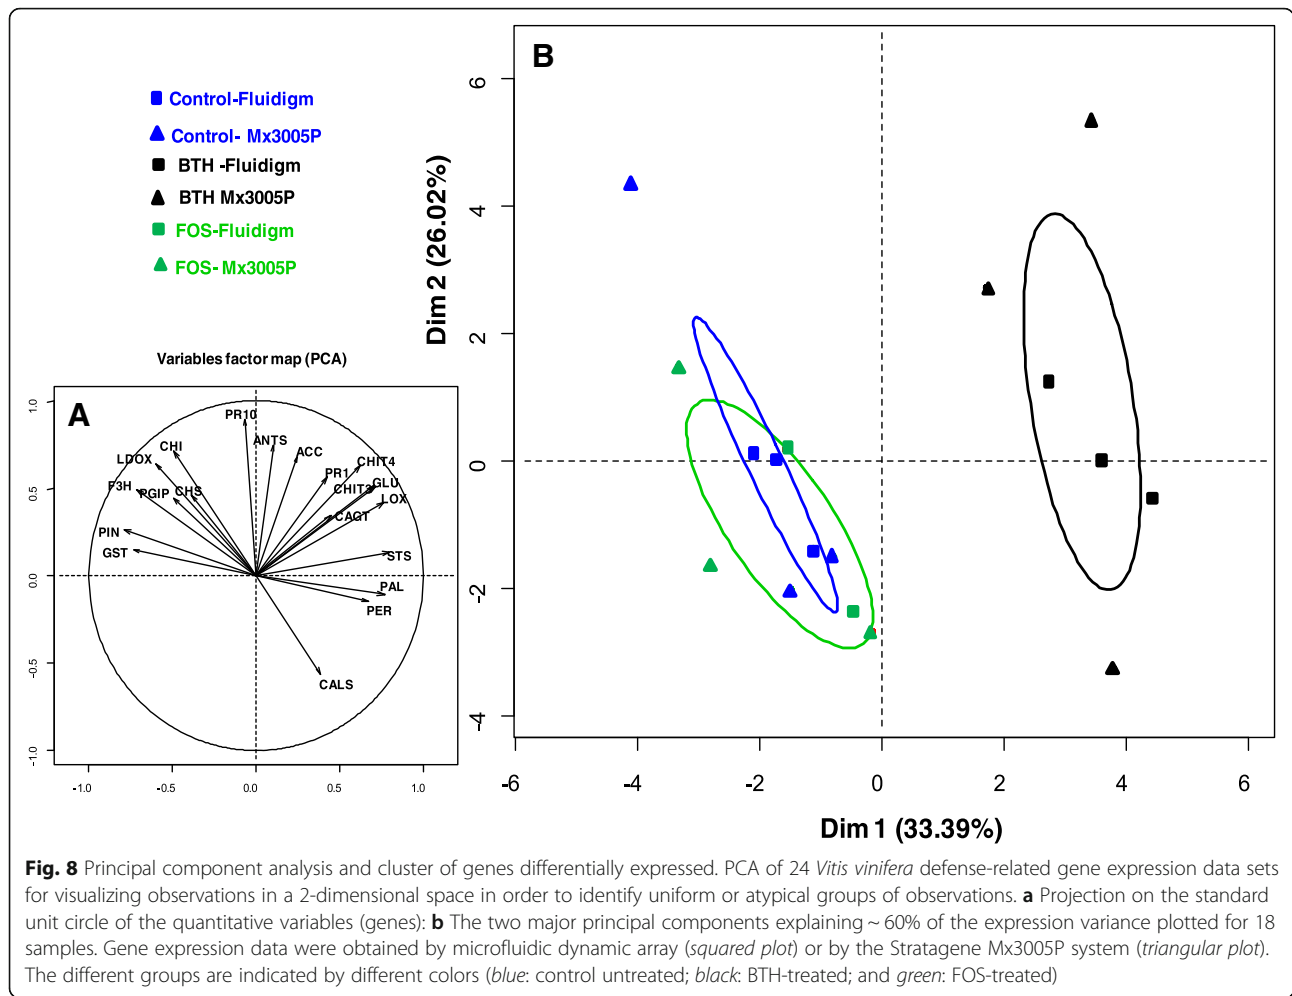 Control-Fluidigm
Control- Mx3005P
BTH -Fluidigm
BTH Mx3005P
FOS-Fluidigm
FOS- Mx3005P
Variables factor map (PCA)
A
PR10
ANTS
ACC
CHI
LDOX
CHIT4
PR1
F3H
PGIP
CHS
CHIT3
GLU
LOX
CAGT
PIN
GST
STS
PAL
PER
CALS
1.0
0.5
0.0
-0.5
-1.0
-1.0
-0.5
0.0
0.5
1.0
B
Dim 2 (26.02%)
6
4
2
0
-2
-4
-6
-4
-2
0
2
4
6
Dim 1 (33.39%)
Fig. 8 Principal component analysis and cluster of genes differentially expressed. PCA of 24 Vitis vinifera defense-related gene expression data sets
for visualizing observations in a 2-dimensional space in order to identify uniform or atypical groups of observations. a Projection on the standard
unit circle of the quantitative variables (genes): b The two major principal components explaining ~ 60% of the expression variance plotted for 18
samples. Gene expression data were obtained by microfluidic dynamic array (squared plot) or by the Stratagene Mx3005P system (triangular plot).
The different groups are indicated by different colors (blue: control untreated; black: BTH-treated; and green: FOS-treated)